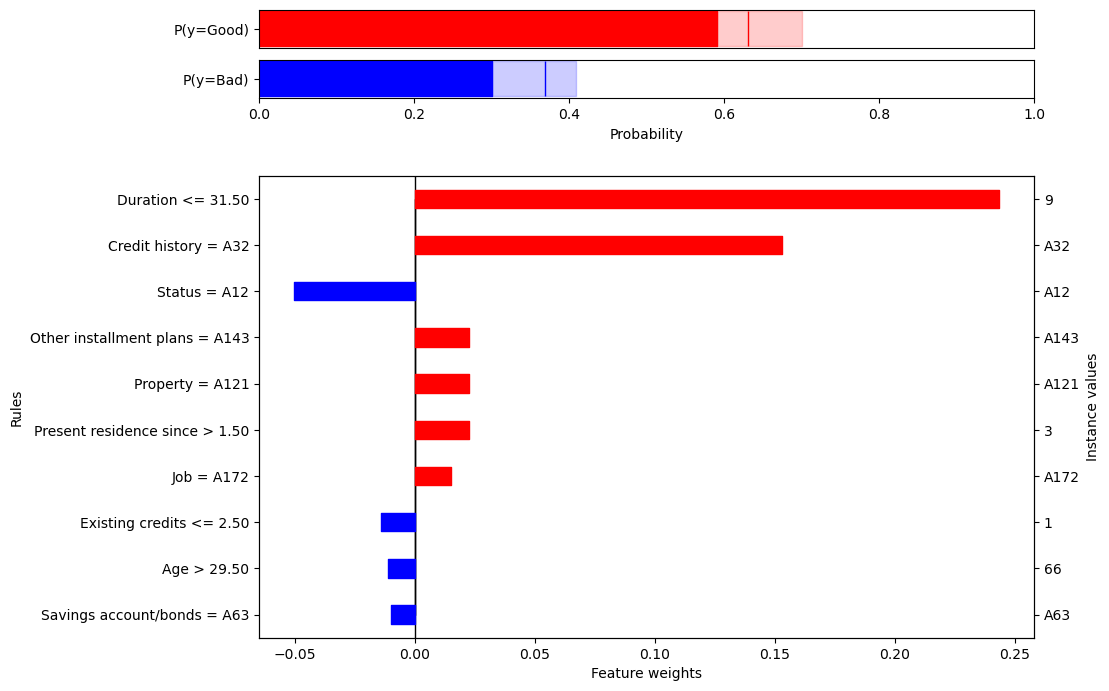 P(y=Good)
P(y=Bad)
0.0 0.2 0.4 0.6 0.8 1.0
Probability
Duration <= 31.50 9
Credit history = A32 A32
Status = A12 A12
Other installment plans = A143 A143
Property = A121 A121
Present residence since > 1.50 3
Job = A172 A172
Existing credits <= 2.50 1
Age > 29.50 66
Savings account/bonds = A63 A63
Rules
Instance values
−0.05 0.00 0.05 0.10 0.15 0.20 0.25
Feature weights